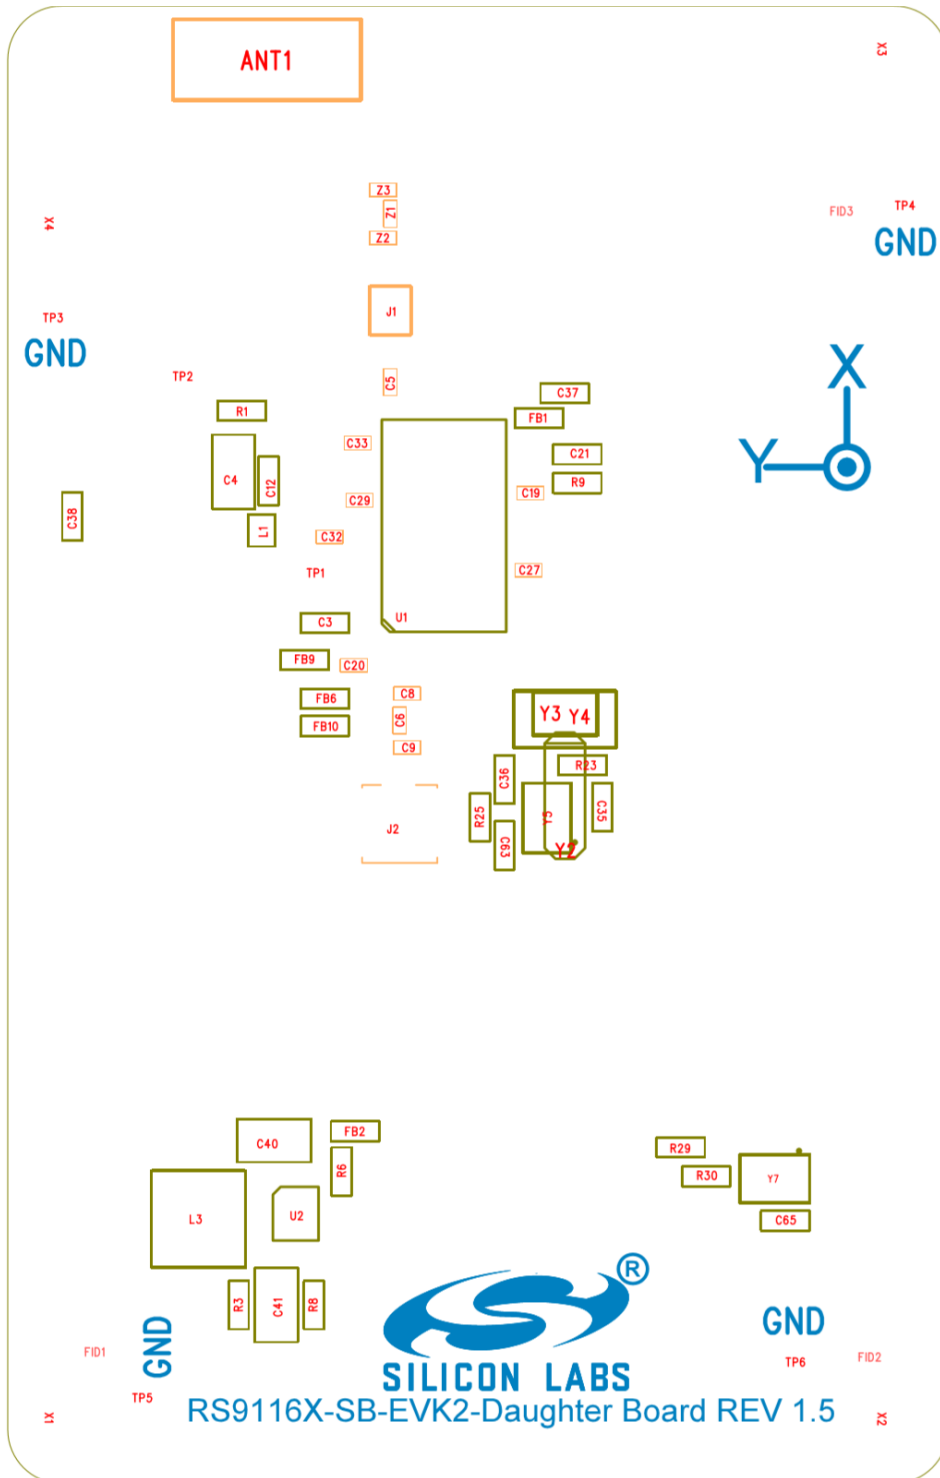 ANT1
X3
Z3
Z1
Z2
FID3
TP4
GND
X4
TP3
GND
J1
TP2
C5
X
Y
R1
C37
FB1
C33
C21
C4
C12
R9
C29
C19
C38
L1
C32
TP1
C27
C3
U1
FB9
C20
FB6
C8
FB10
C6
C9
Y3
Y4
R23
C36
J2
R25
Y5
C35
C63
Y2
C40
FB2
R6
R29
R30
Y7
L3
U2
C65
R3
C41
R8
®
GND
GND
FID1
SILICON LABS
TP6
FID2
TP5
RS9116X-SB-EVK2-Daughter Board REV 1.5
X1
X2